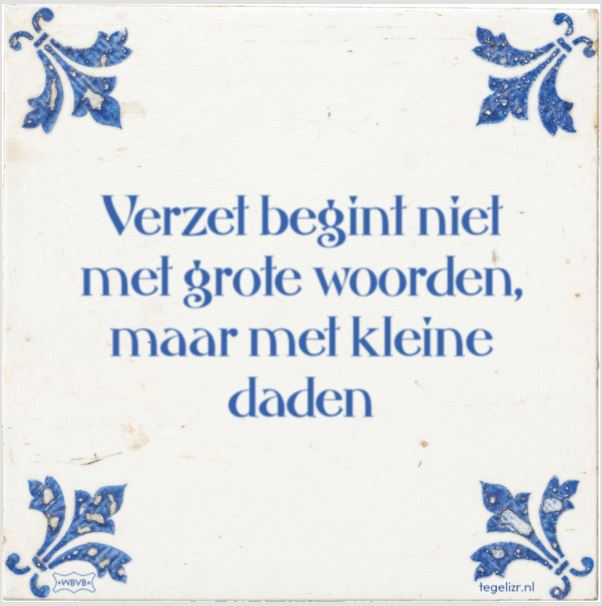 Verzet begint niet
met grote woorden,
maar met kleine
daden
WBVB
tegelizr.nl